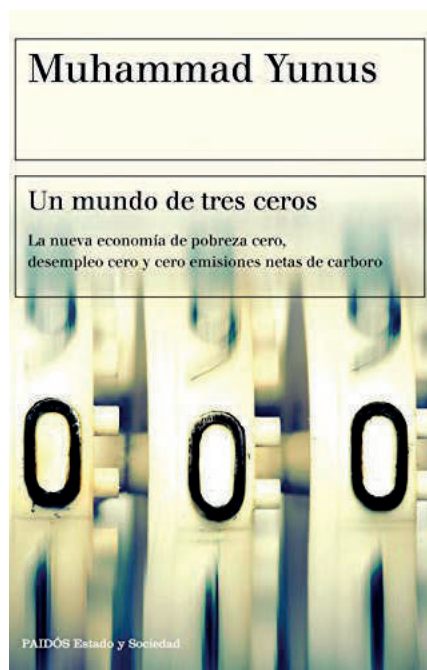 Muhammad Yunus
Un mundo de tres ceros
La nueva economía de pobreza cero,
desempleo cero y cero emisiones netas de carboro
0 0 0
PAIDÓS Estado y Sociedad